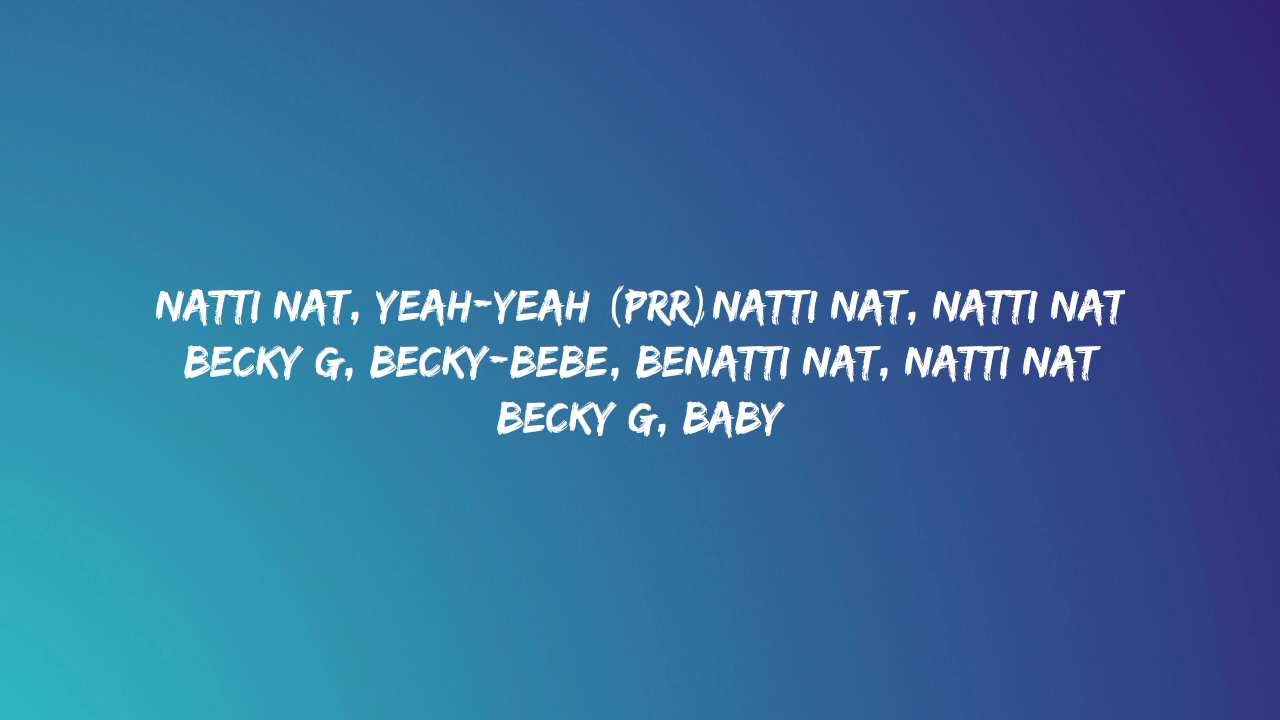 NATTI NAT, YEAH-YEAH (PRR) NATTI NAT, NATTI NAT
BECKY G, BECKY-BEBE, BENATTI NAT, NATTI NAT
BECKY G, BABY